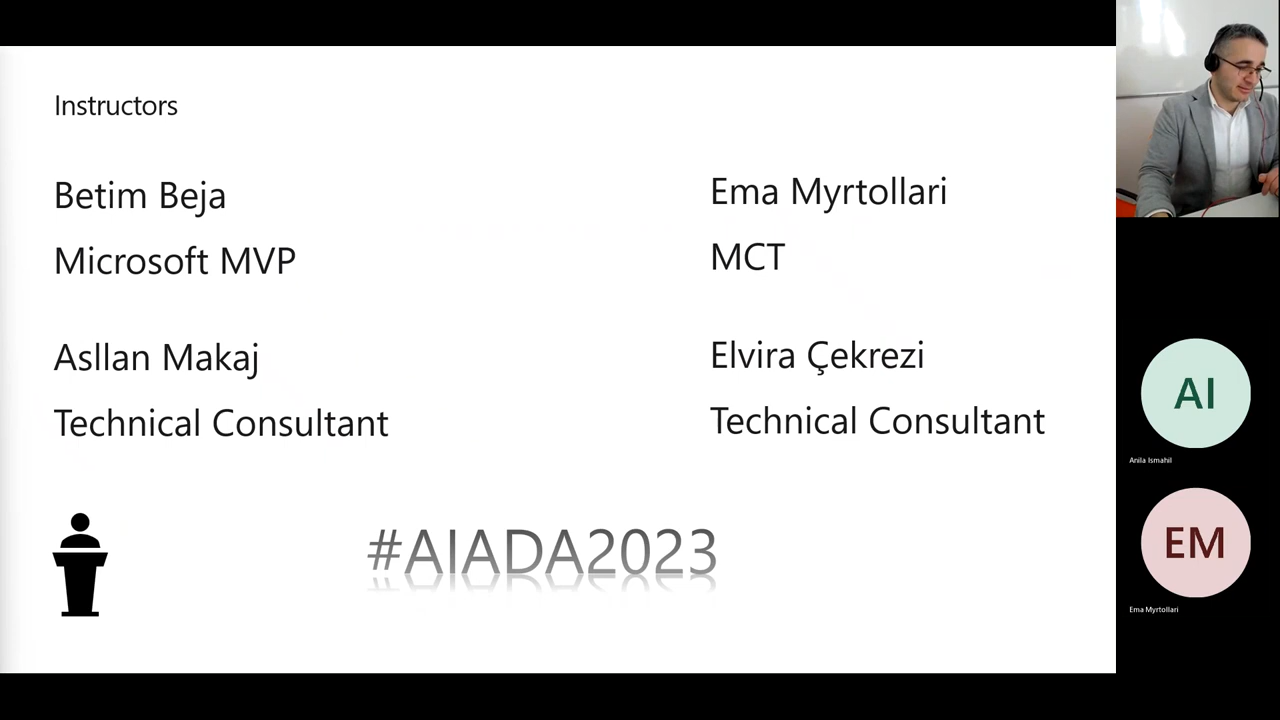 Instructors
Betim Beja
Microsoft MVP
Ema Myrtollari
MCT
Asllan Makaj
Technical Consultant
Elvira Çekrezi
Technical Consultant
#AIADA2023
AI
Anila Ismahil
EM
Ema Myrtollari